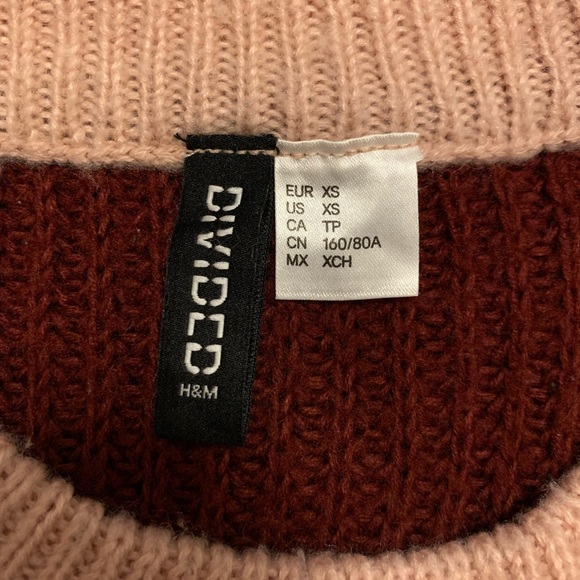 DIVIDED
H&M
EUR XS
US XS
CA TP
CN 160/80A
MX XCH